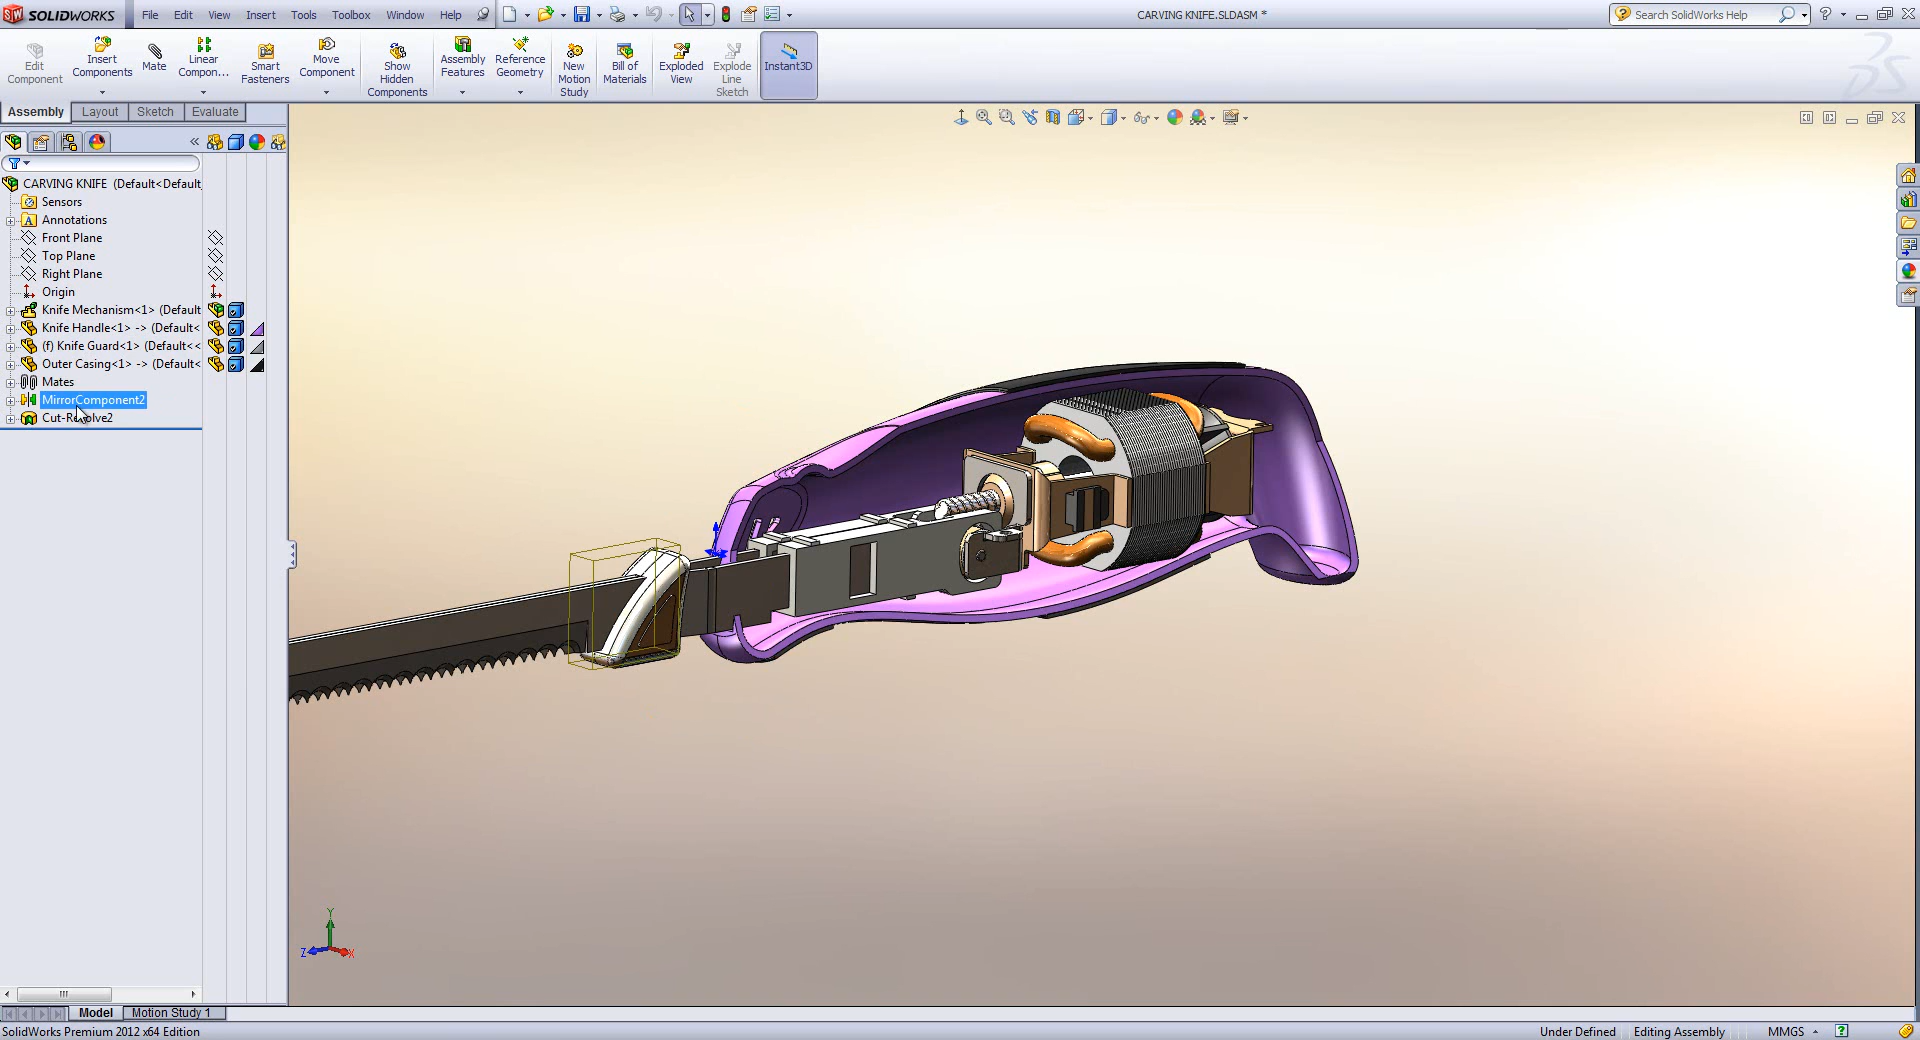 SW SOLIDWORKS File Edit View Insert Tools Toolbox Window Help CARVING KNIFE.SLDASM * Search SolidWorks Help
Edit Component
Insert Components
Mate
Linear Compon...
Smart Fasteners
Move Component
Show Hidden Components
Assembly Features
Reference Geometry
New Motion Study
Bill of Materials
Exploded View
Explode Line Sketch
Instant3D
Assembly Layout Sketch Evaluate
CARVING KNIFE (Default<Default_
Sensors
Annotations
Front Plane
Top Plane
Right Plane
Origin
Knife Mechanism<1> (Default
Knife Handle<1> -> (Default<
(f) Knife Guard<1> (Default<<
Outer Casing<1> -> (Default<
Mates
MirrorComponent2
Cut-Revolve2
Y
Z
X
Model Motion Study 1
SolidWorks Premium 2012 x64 Edition Under Defined Editing Assembly MMGS